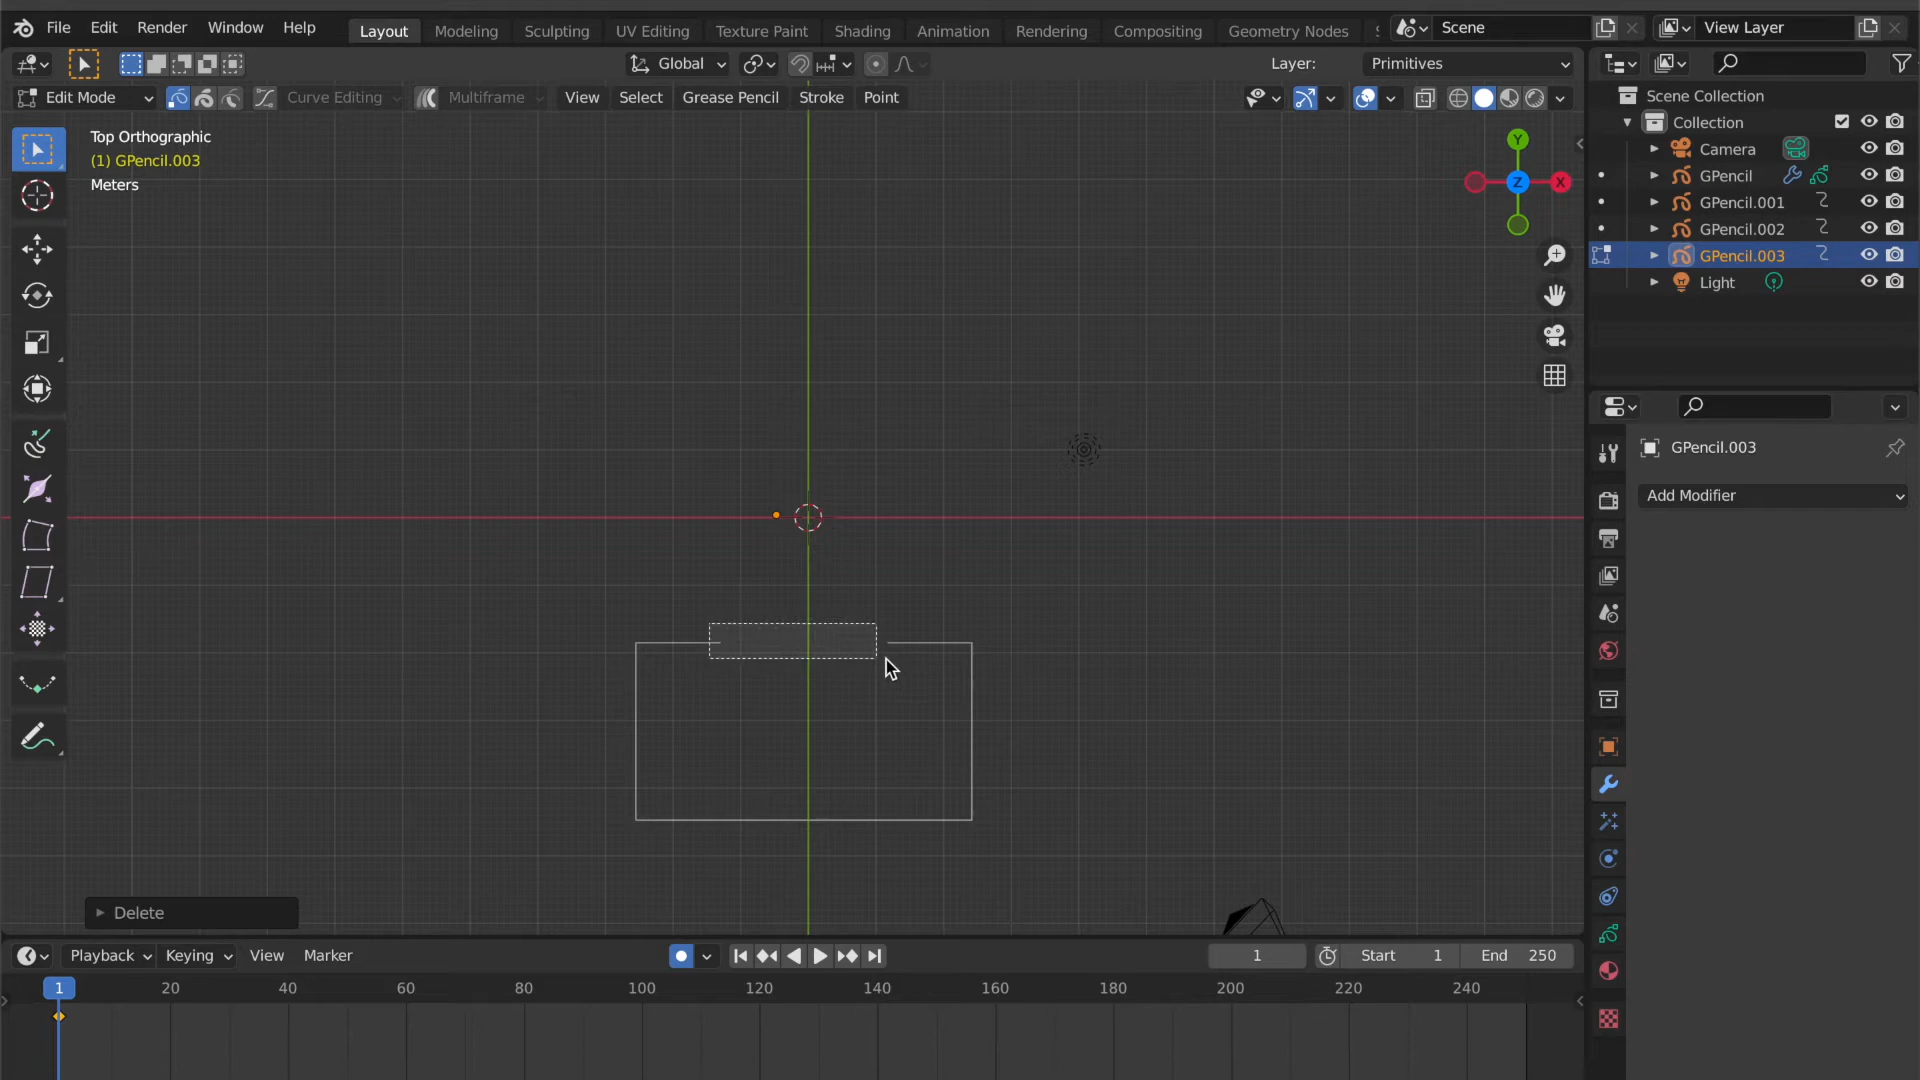 File Edit Render Window Help Layout Modeling Sculpting UV Editing Texture Paint Shading Animation Rendering Compositing Geometry Nodes Scene View Layer
Global Layer: Primitives
Edit Mode Curve Editing Multiframe View Select Grease Pencil Stroke Point
Top Orthographic
(1) GPencil.003
Meters
Y
Z
X
Scene Collection
Collection
Camera
GPencil
GPencil.001
GPencil.002
GPencil.003
Light
GPencil.003
Add Modifier
Delete
Playback Keying View Marker 1 Start 1 End 250
1 20 40 60 80 100 120 140 160 180 200 220 240